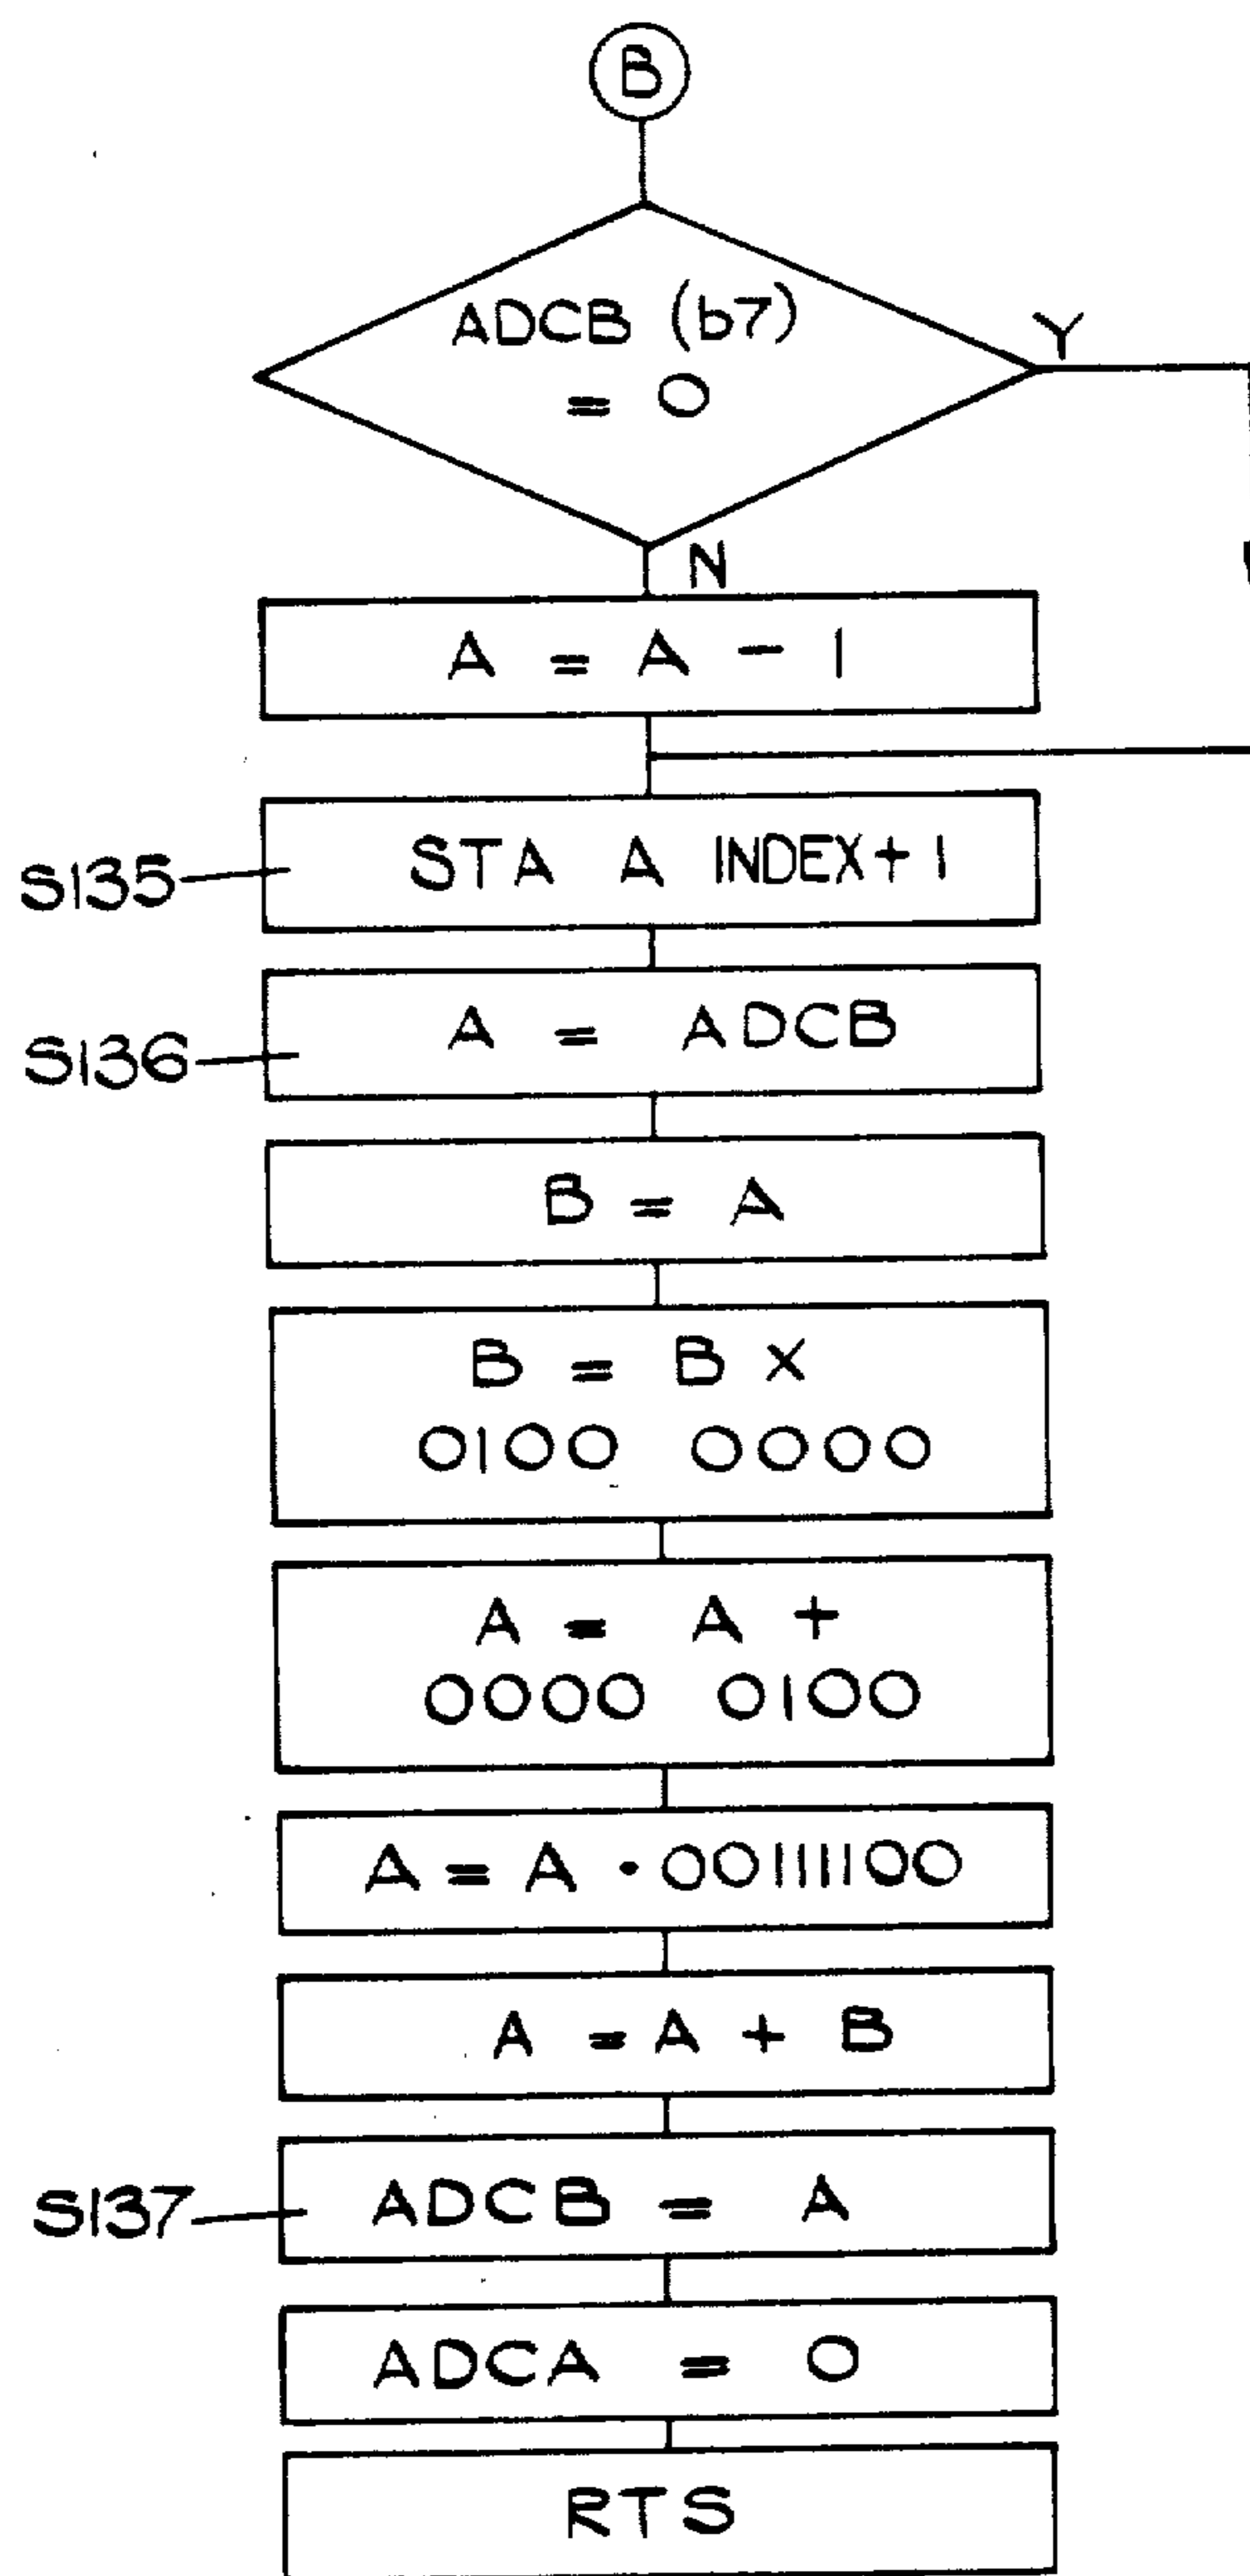 B
ADCB (b7)
= 0
Y
N
A = A - 1
STA A INDEX+1
S135
A = ADCB
S136
B = A
B = B ×
0100 0000
A = A +
0000 0100
A = A · 00111100
A = A + B
ADCB = A
S137
ADCA = 0
RTS